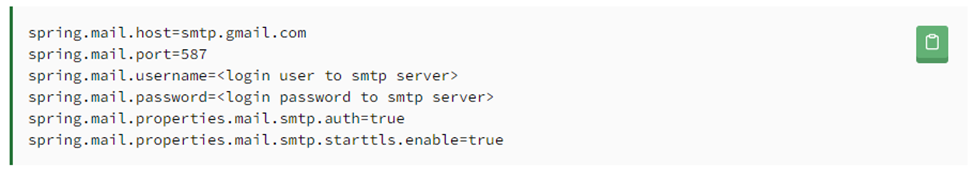 spring.mail.host=smtp.gmail.com
spring.mail.port=587
spring.mail.username=<login user to smtp server>
spring.mail.password=<login password to smtp server>
spring.mail.properties.mail.smtp.auth=true
spring.mail.properties.mail.smtp.starttls.enable=true